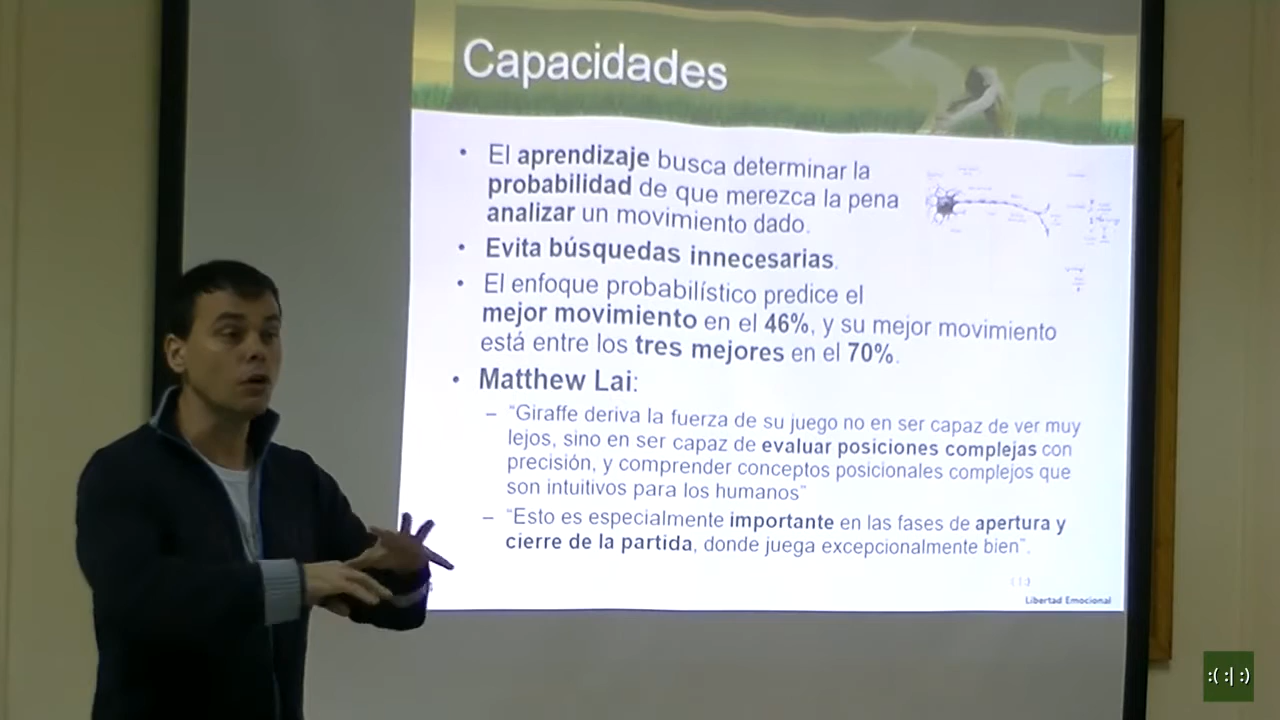 Capacidades
• El aprendizaje busca determinar la
probabilidad de que merezca la pena
analizar un movimiento dado.
• Evita búsquedas innecesarias.
• El enfoque probabilístico predice el
mejor movimiento en el 46%, y su mejor movimiento
está entre los tres mejores en el 70%.
• Matthew Lai:
– “Giraffe deriva la fuerza de su juego no en ser capaz de ver muy
lejos, sino en ser capaz de evaluar posiciones complejas con
precisión, y comprender conceptos posicionales complejos que
son intuitivos para los humanos”
– “Esto es especialmente importante en las fases de apertura y
cierre de la partida, donde juega excepcionalmente bien”.
Libertad Emocional
:( :| :)